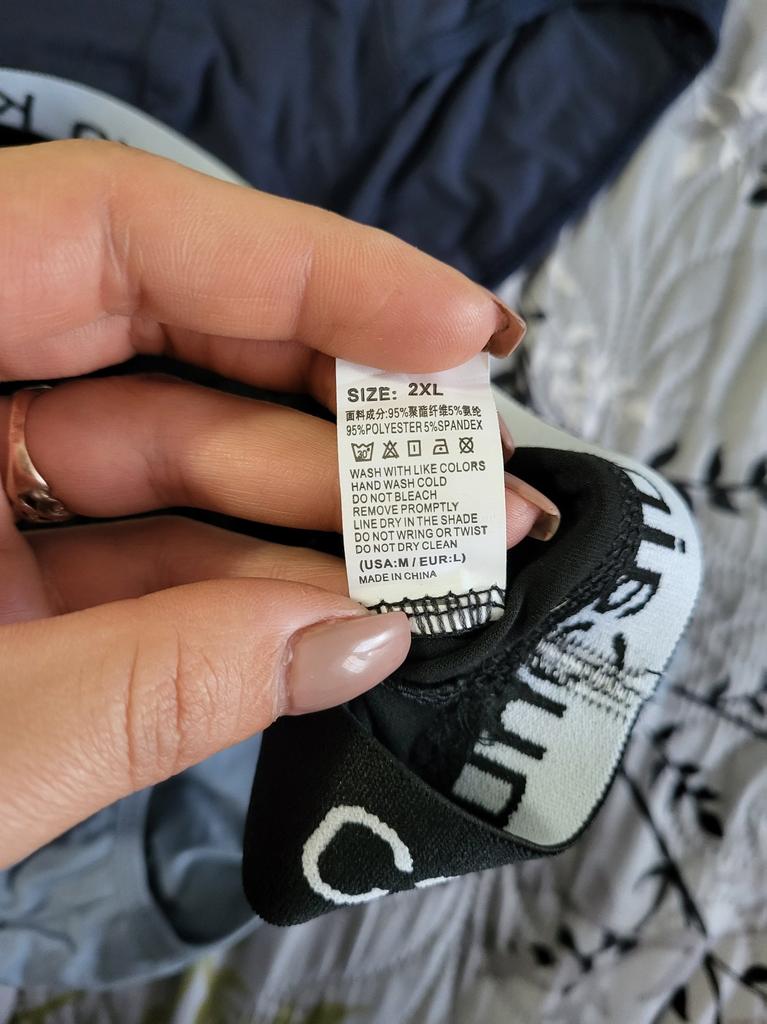 SIZE: 2XL
面料成分:95%聚酯纤维5%氨纶
95%POLYESTER 5%SPANDEX
30°
WASH WITH LIKE COLORS
HAND WASH COLD
DO NOT BLEACH
REMOVE PROMPTLY
LINE DRY IN THE SHADE
DO NOT WRING OR TWIST
DO NOT DRY CLEAN
(USA:M / EUR:L)
MADE IN CHINA